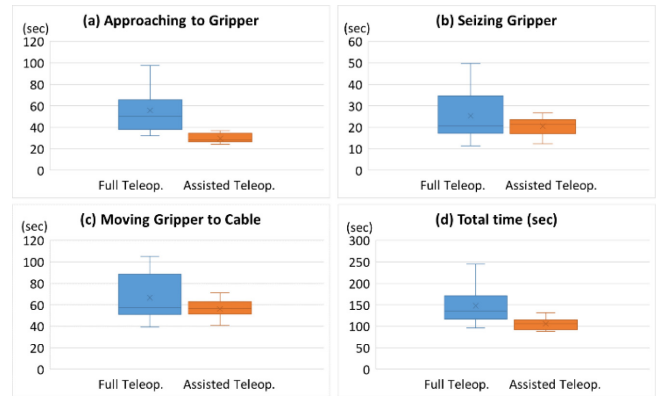 (a) Approaching to Gripper
(sec)
120
100
80
60
40
20
0
Full Teleop. Assisted Teleop.
(b) Seizing Gripper
(sec)
60
50
40
30
20
10
0
Full Teleop. Assisted Teleop.
(c) Moving Gripper to Cable
(sec)
120
100
80
60
40
20
0
Full Teleop. Assisted Teleop.
(d) Total time (sec)
(sec)
300
250
200
150
100
50
0
Full Teleop. Assisted Teleop.